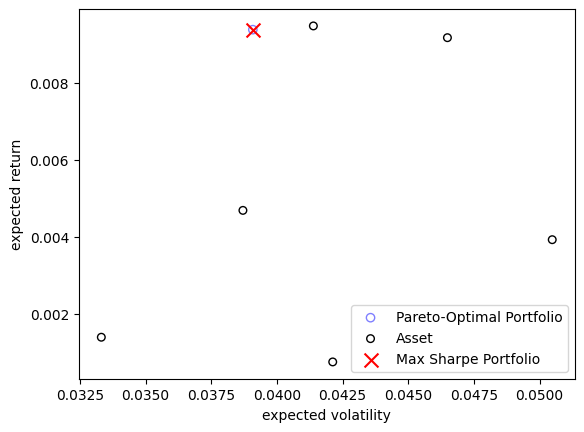 expected return
0.008
0.006
0.004
0.002
Pareto-Optimal Portfolio
Asset
Max Sharpe Portfolio
0.0325 0.0350 0.0375 0.0400 0.0425 0.0450 0.0475 0.0500
expected volatility